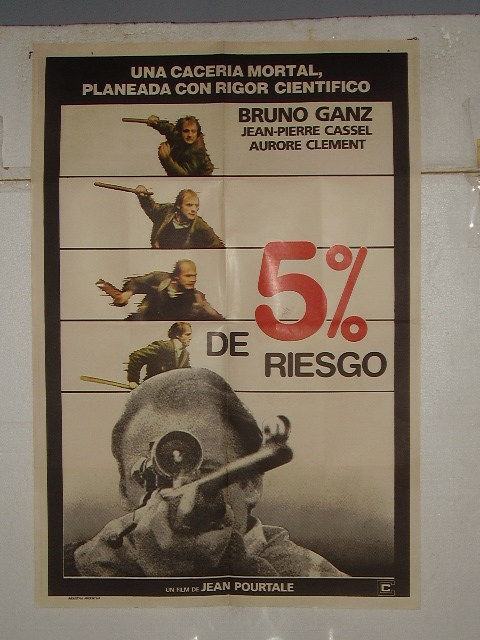 UNA CACERIA MORTAL,
PLANEADA CON RIGOR CIENTIFICO
BRUNO GANZ
JEAN-PIERRE CASSEL
AURORE CLEMENT
5%
DE RIESGO
UN FILM DE JEAN POURTALE